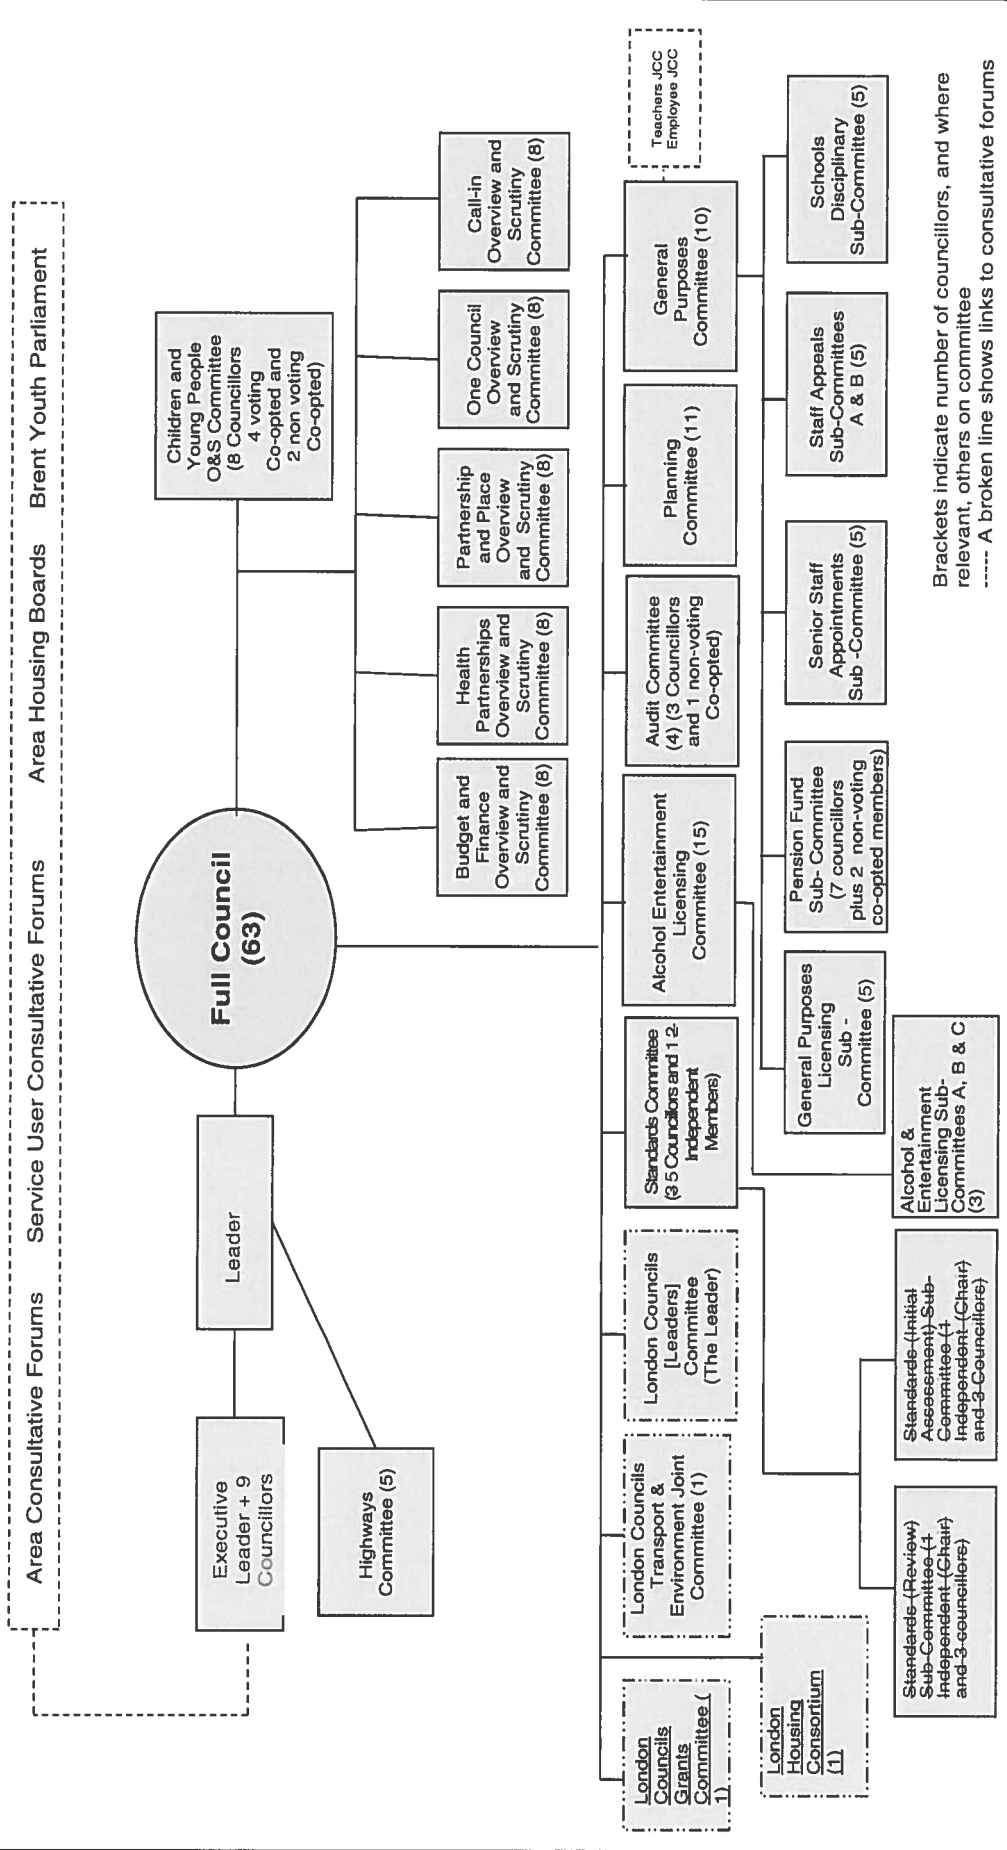 Area Consultative Forums Service User Consultative Forums Area Housing Boards Brent Youth Parliament
Full Council
(63)
Leader
Executive
Leader + 9
Councillors
Highways
Committee (5)
Children and
Young People
O&S Committee
(8 Councillors
4 voting
Co-opted and
2 non voting
Co-opted)
Budget and
Finance
Overview and
Scrutiny
Committee (8)
Health
Partnerships
Overview and
Scrutiny
Committee (8)
Partnership
and Place
Overview
and Scrutiny
Committee (8)
One Council
Overview
and Scrutiny
Committee (8)
Call-in
Overview and
Scrutiny
Committee (8)
London
Councils
Grants
Committee (
1)
London Councils
Transport &
Environment Joint
Committee (1)
London Councils
[Leaders]
Committee
(The Leader)
Standards Committee
(3 5 Councillors and 1 2
Independent
Members)
Alcohol Entertainment
Licensing
Committee (15)
Audit Committee
(4) (3 Councillors
and 1 non-voting
Co-opted)
Planning
Committee (11)
General
Purposes
Committee (10)
Teachers JCC
Employee JCC
London
Housing
Consortium
(1)
General Purposes
Licensing
Sub -
Committee (5)
Pension Fund
Sub- Committee
(7 councillors
plus 2 non-voting
co-opted members)
Senior Staff
Appointments
Sub -Committee (5)
Staff Appeals
Sub-Committees
A & B (5)
Schools
Disciplinary
Sub-Committee (5)
Standards (Review)
Sub-Committee (1
Independent (Chair)
and 3 councillors)
Standards (Initial
Assessment) Sub-
Committee (1
Independent (Chair)
and 3 Councillors)
Alcohol &
Entertainment
Licensing Sub-
Committees A, B & C
(3)
Brackets indicate number of councillors, and where
relevant, others on committee
----- A broken line shows links to consultative forums